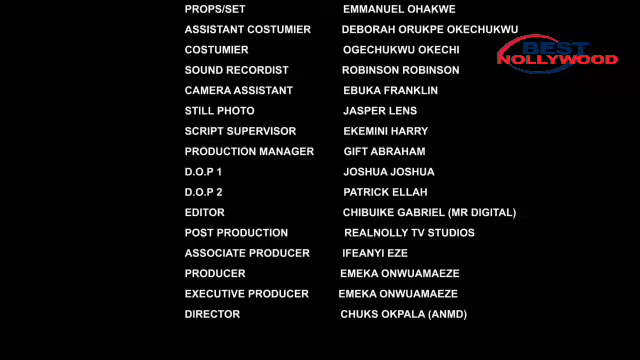 PROPS/SET EMMANUEL OHAKWE
ASSISTANT COSTUMIER DEBORAH ORUKPE OKECHUKWU
COSTUMIER OGECHUKWU OKECHI
SOUND RECORDIST ROBINSON ROBINSON
CAMERA ASSISTANT EBUKA FRANKLIN
STILL PHOTO JASPER LENS
SCRIPT SUPERVISOR EKEMINI HARRY
PRODUCTION MANAGER GIFT ABRAHAM
D.O.P 1 JOSHUA JOSHUA
D.O.P 2 PATRICK ELLAH
EDITOR CHIBUIKE GABRIEL (MR DIGITAL)
POST PRODUCTION REALNOLLY TV STUDIOS
ASSOCIATE PRODUCER IFEANYI EZE
PRODUCER EMEKA ONWUAMAEZE
EXECUTIVE PRODUCER EMEKA ONWUAMAEZE
DIRECTOR CHUKS OKPALA (ANMD)
BEST
NOLLYWOOD